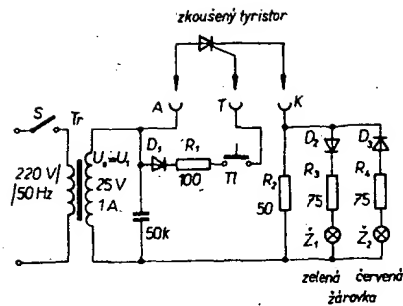 zkoušený tyristor
A T K
S Tr
220 V/
/50 Hz
U₀=U₁
25 V
1 A
D₁ R₁
100
Tl
50k
R₂
50
D₂ D₃
R₃ R₄
75 75
Ž₁ Ž₂
zelená červená
žárovka